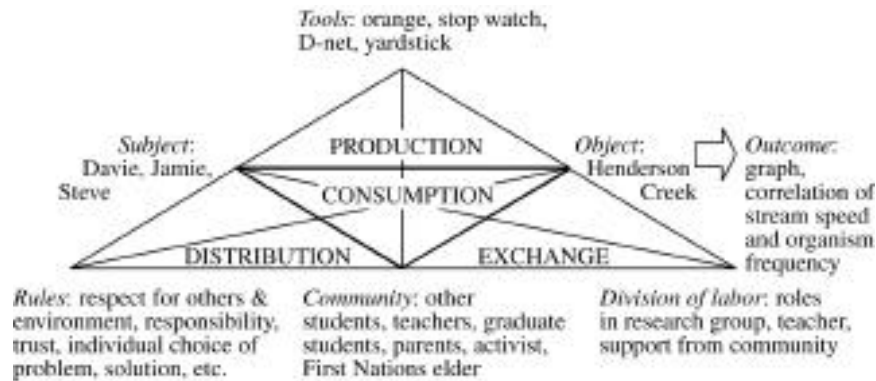 Tools: orange, stop watch,
D-net, yardstick
Subject:
Davie, Jamie,
Steve
PRODUCTION
Object:
Henderson
Creek
Outcome:
graph,
correlation of
stream speed
and organism
frequency
CONSUMPTION
DISTRIBUTION
EXCHANGE
Rules: respect for others &
environment, responsibility,
trust, individual choice of
problem, solution, etc.
Community: other
students, teachers, graduate
students, parents, activist,
First Nations elder
Division of labor: roles
in research group, teacher,
support from community